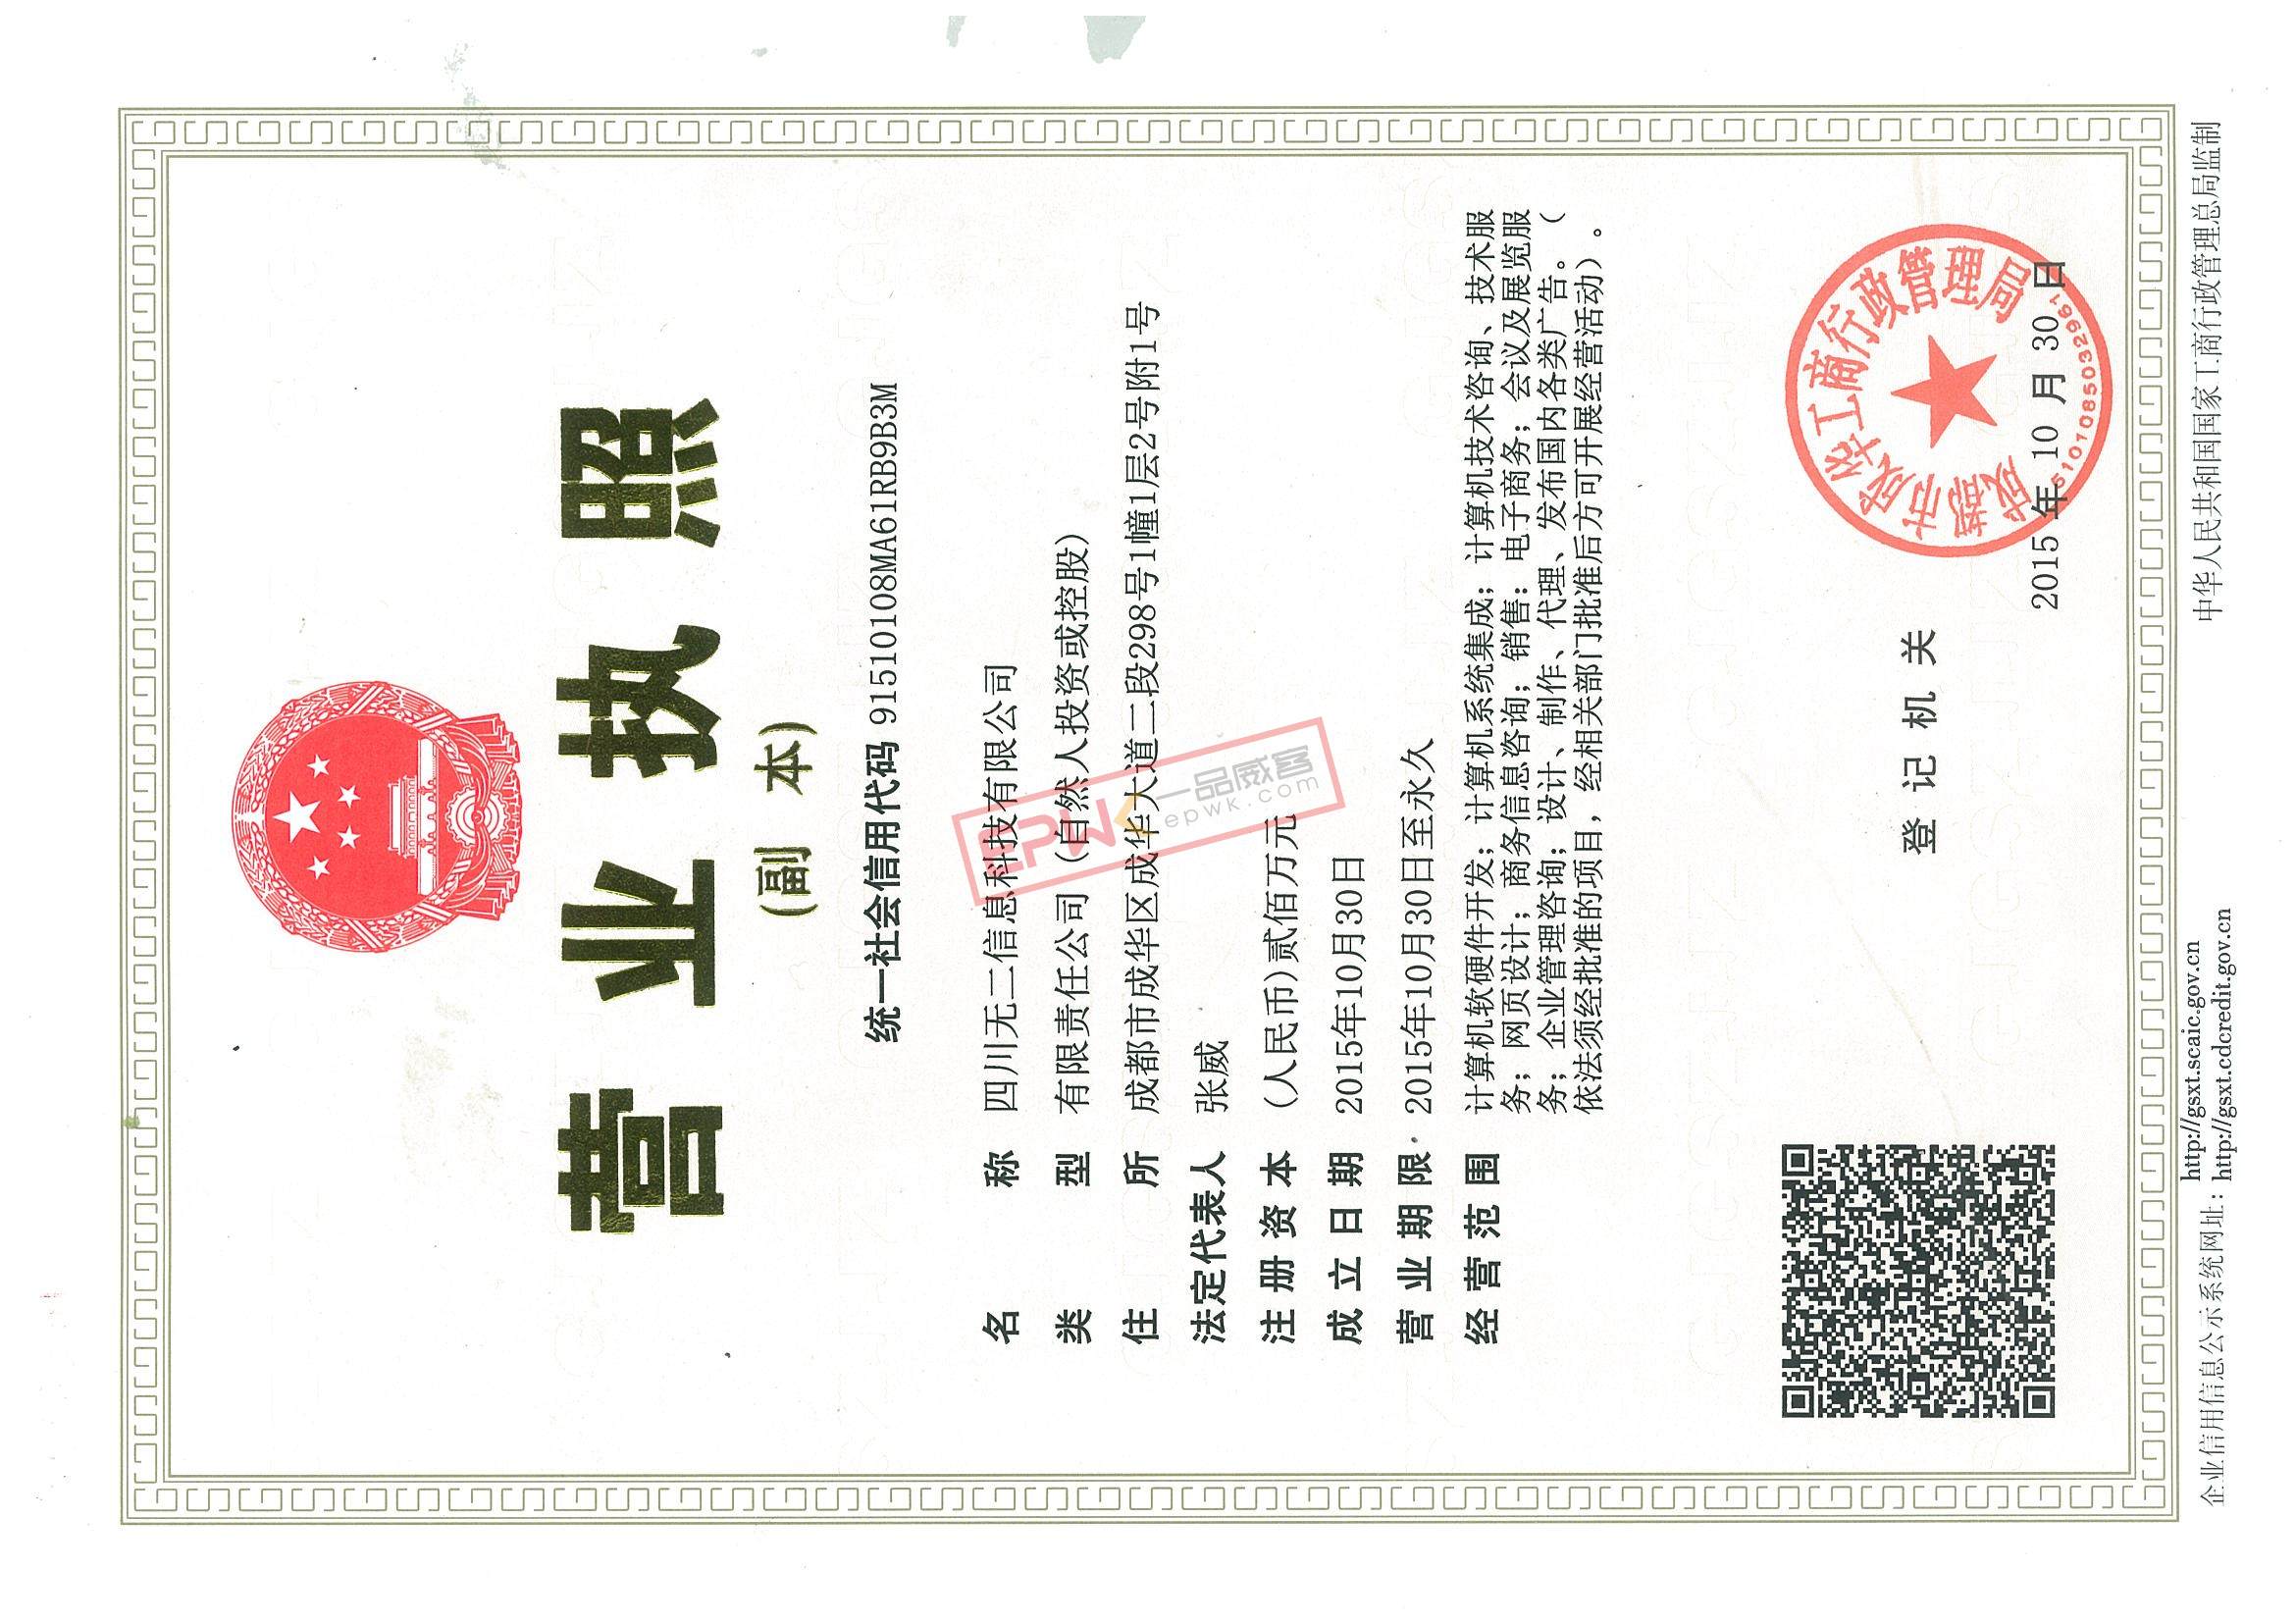 营业执照
(副 本)
统一社会信用代码 91510108MA61RB9B3M
名 称 四川无二信息科技有限公司
类 型 有限责任公司(自然人投资或控股)
住 所 成都市成华区成华大道二段298号1幢1层2号附1号
法定代表人 张威
注册资本 (人民币)贰佰万元
成立日期 2015年10月30日
营业期限 2015年10月30日至永久
经营范围 计算机软硬件开发；计算机系统集成；计算机技术咨询、技术服
务；网页设计；商务信息咨询；销售：电子商务；会议及展览服
务；企业管理咨询；设计、制作、代理、发布国内各类广告。（
依法须经批准的项目，经相关部门批准后方可开展经营活动）。
EPWK一品威客
epwk.com
登记机关
成都市成华工商行政管理局
2015年 10 月 30 日
http://gsxt.scaic.gov.cn
企业信用信息公示系统网址：http://gsxt.cdcredit.gov.cn
中华人民共和国国家工商行政管理总局监制